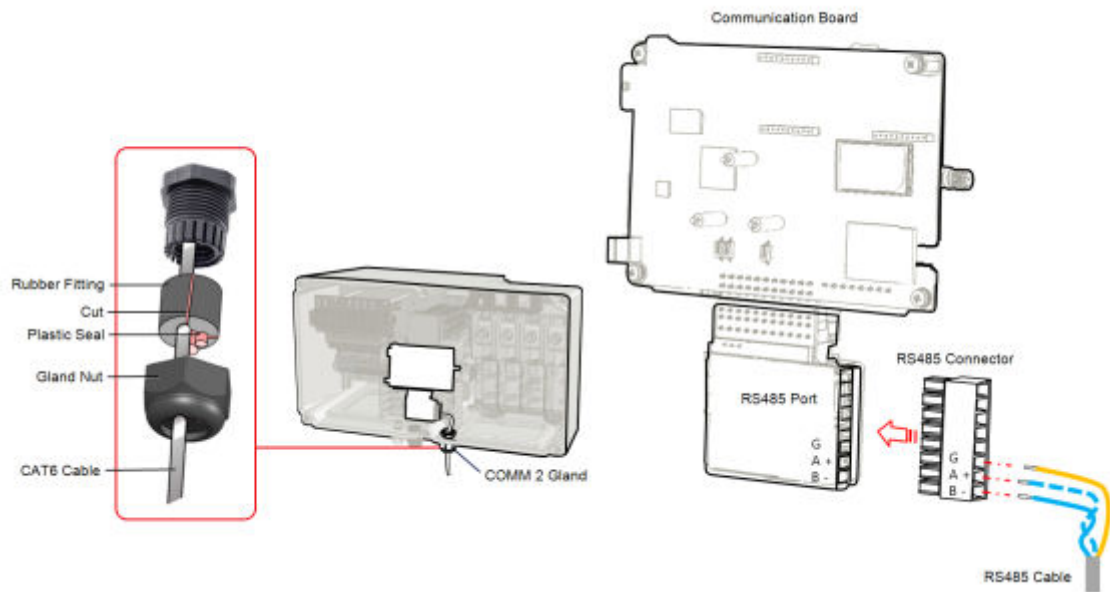 Communication Board
Rubber Fitting
Cut
Plastic Seal
Gland Nut
CAT6 Cable
COMM 2 Gland
RS485 Port
G
A +
B -
RS485 Connector
G
A +
B -
RS485 Cable